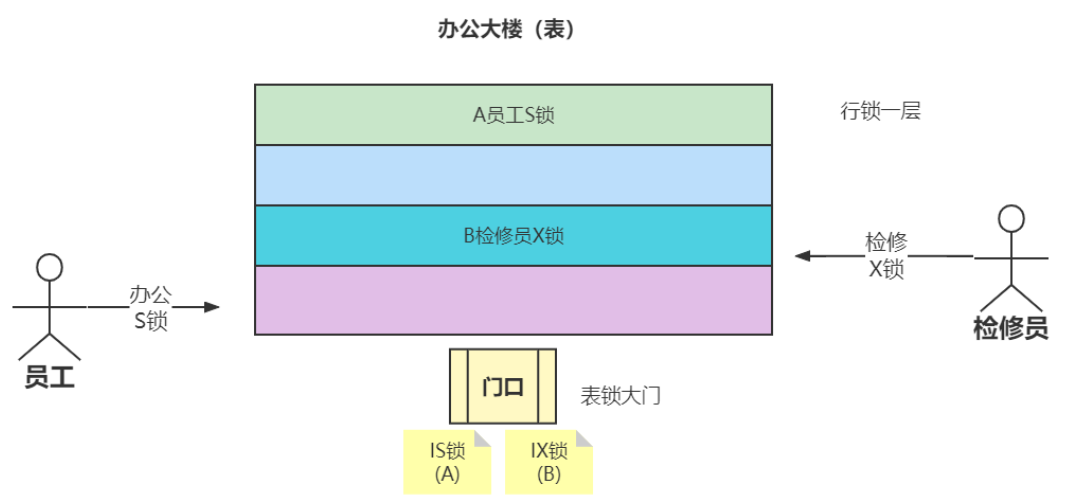 办公大楼（表）
A员工S锁
行锁一层
B检修员X锁
检修
X锁
办公
S锁
检修员
员工
门口
表锁大门
IS锁
(A)
IX锁
(B)